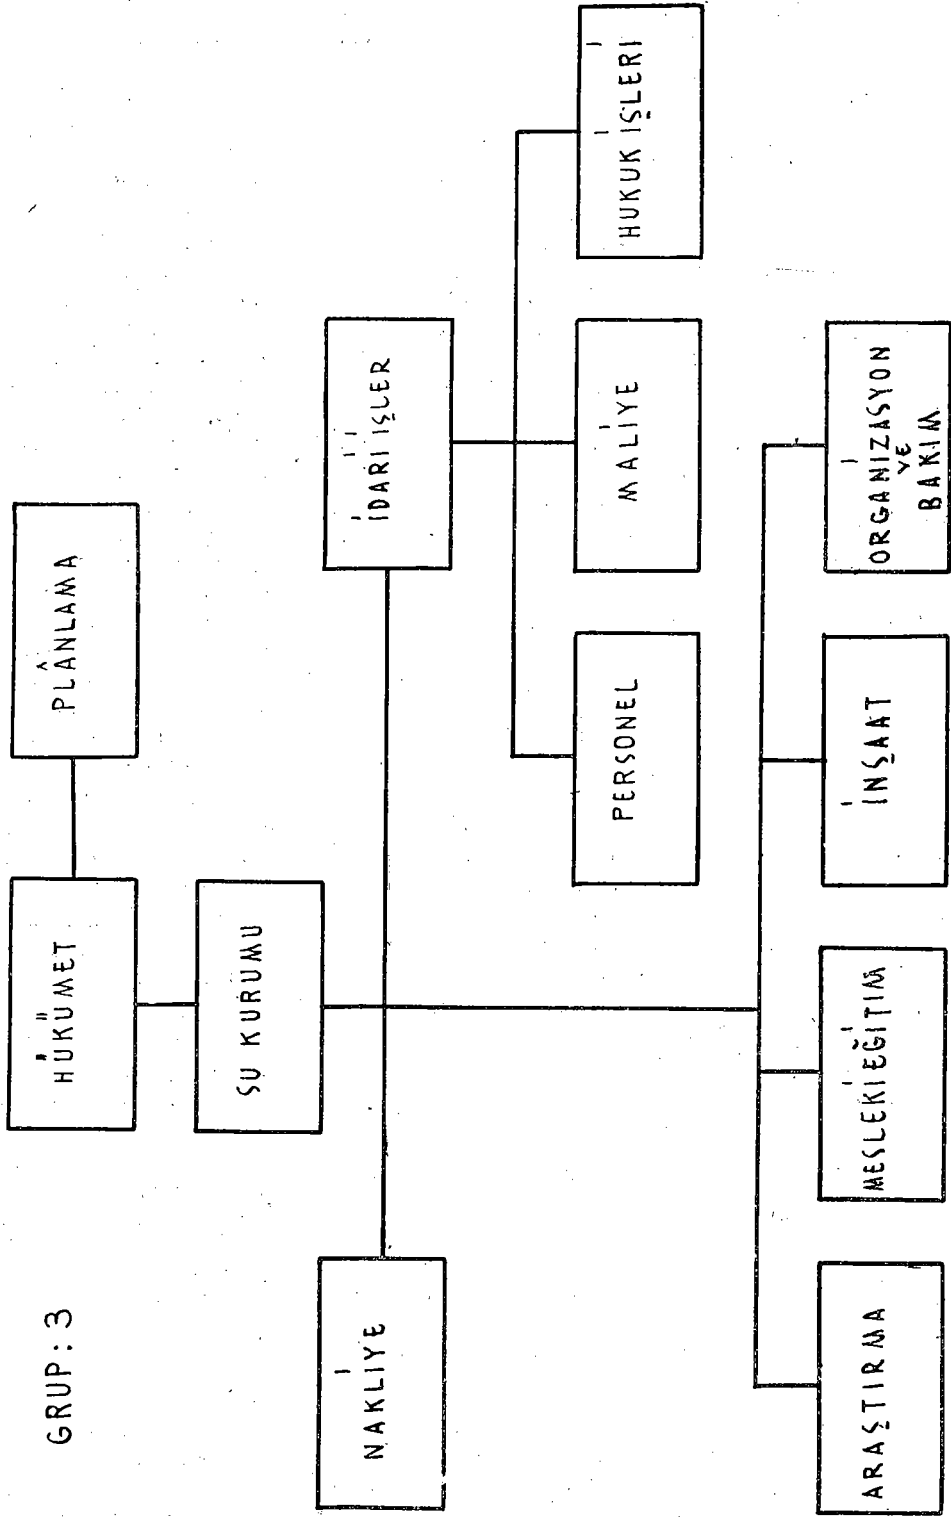 GRUP: 3
HÜKÜMET
PLÂNLAMA
SU KURUMU
NAKLİYE
İDARİ İŞLER
PERSONEL
MALİYE
HUKUK İŞLERİ
ARAŞTIRMA
MESLEKİ EĞİTİM
İNŞAAT
ORGANİZASYON
VE
BAKIM